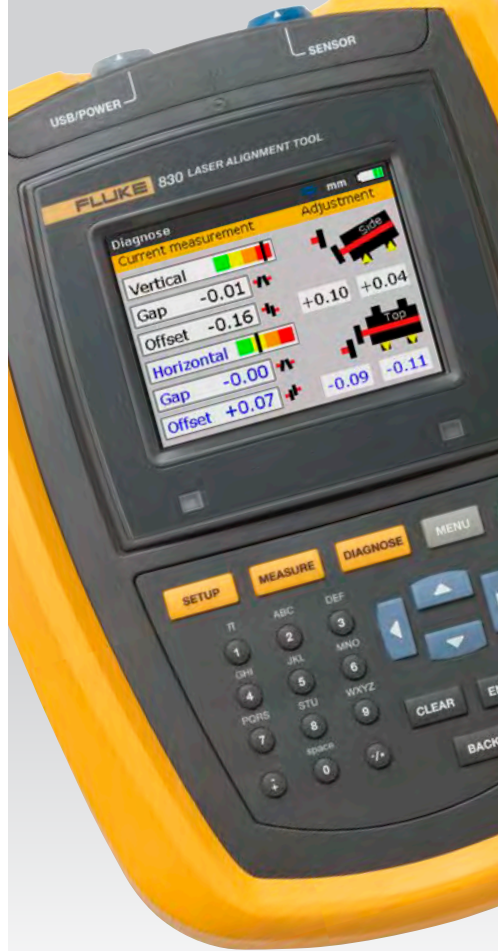 SENSOR
USB/POWER
FLUKE 830 LASER ALIGNMENT TOOL
mm
Diagnose
Current measurement Adjustment
Vertical
Side
Gap -0.01
+0.10 +0.04
Offset -0.16
Horizontal
Top
Gap -0.00
-0.09 -0.11
Offset +0.07
SETUP MEASURE DIAGNOSE MENU
π ABC DEF
1 2 3
GHI JKL MNO
4 5 6
PQRS STU WXYZ
7 8 9
CLEAR
space
-/+ 0 ·/•
BACK